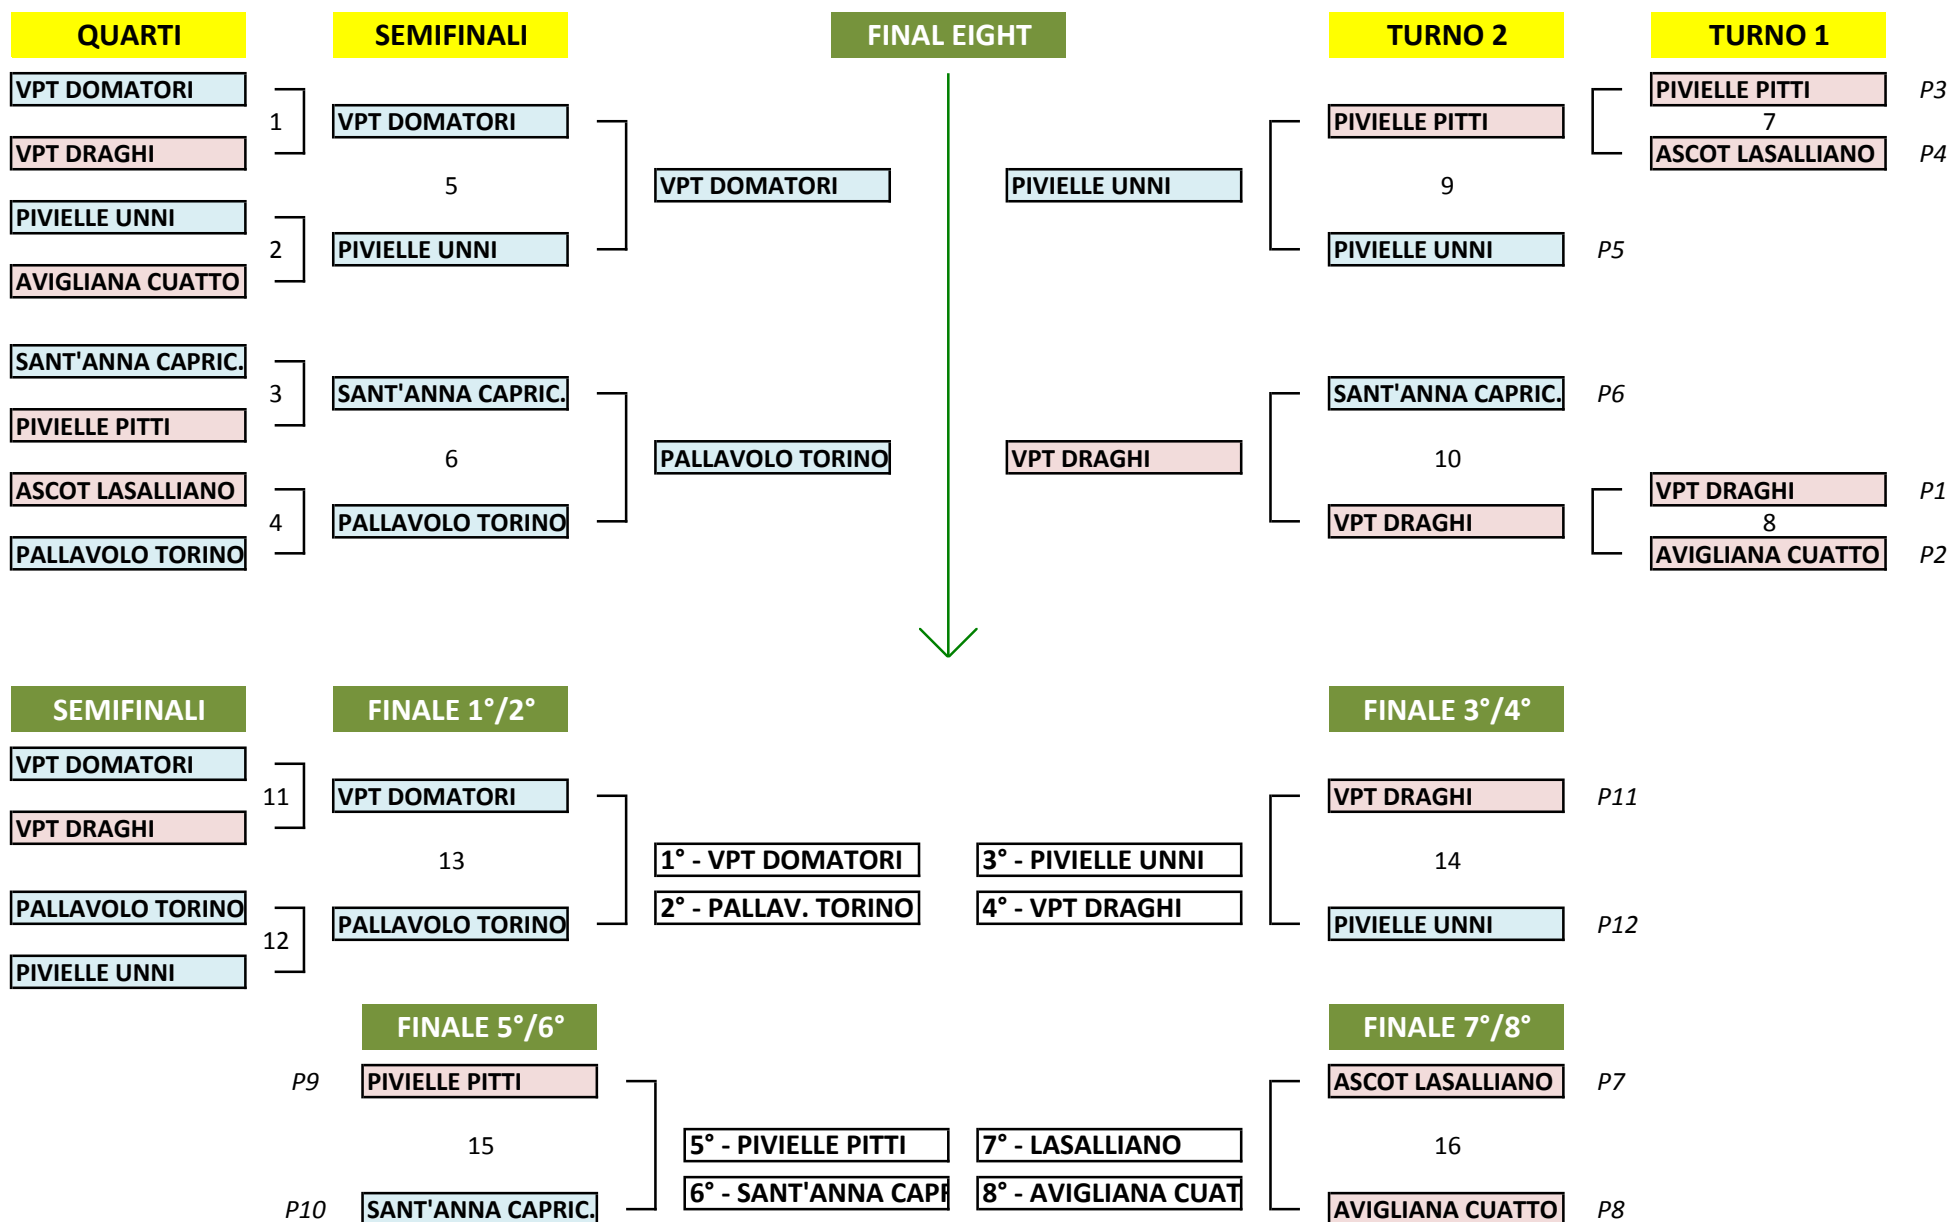 QUARTI SEMIFINALI FINAL EIGHT TURNO 2 TURNO 1
VPT DOMATORI PIVIELLE PITTI P3
1 VPT DOMATORI PIVIELLE PITTI 7
VPT DRAGHI ASCOT LASALLIANO P4
5 VPT DOMATORI PIVIELLE UNNI 9
PIVIELLE UNNI
2 PIVIELLE UNNI PIVIELLE UNNI P5
AVIGLIANA CUATTO
SANT'ANNA CAPRIC.
3 SANT'ANNA CAPRIC. SANT'ANNA CAPRIC. P6
PIVIELLE PITTI
6 PALLAVOLO TORINO VPT DRAGHI 10
ASCOT LASALLIANO VPT DRAGHI P1
4 PALLAVOLO TORINO VPT DRAGHI 8
PALLAVOLO TORINO AVIGLIANA CUATTO P2
SEMIFINALI FINALE 1°/2° FINALE 3°/4°
VPT DOMATORI
11 VPT DOMATORI VPT DRAGHI P11
VPT DRAGHI
13 1° - VPT DOMATORI 3° - PIVIELLE UNNI 14
PALLAVOLO TORINO 2° - PALLAV. TORINO 4° - VPT DRAGHI
12 PALLAVOLO TORINO PIVIELLE UNNI P12
PIVIELLE UNNI
FINALE 5°/6° FINALE 7°/8°
P9 PIVIELLE PITTI ASCOT LASALLIANO P7
15 5° - PIVIELLE PITTI 7° - LASALLIANO 16
6° - SANT'ANNA CAPR 8° - AVIGLIANA CUAT
P10 SANT'ANNA CAPRIC. AVIGLIANA CUATTO P8